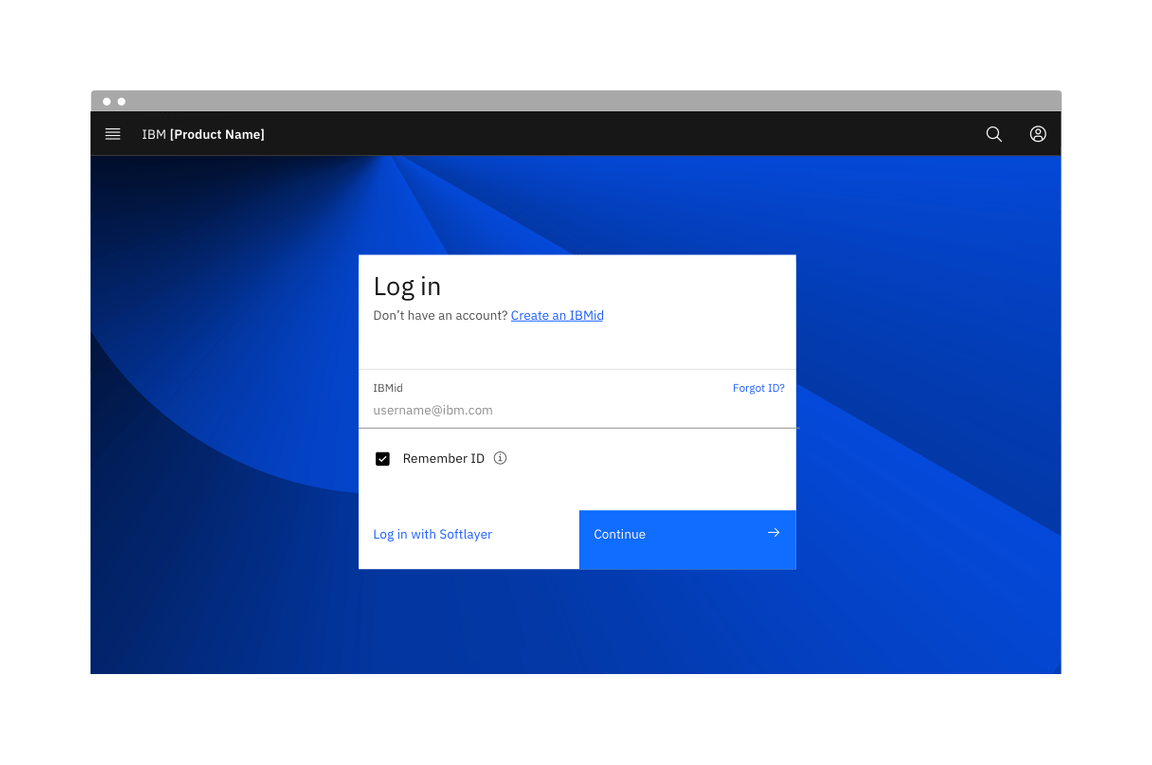 IBM [Product Name]
Log in
Don’t have an account? Create an IBMid
IBMid Forgot ID?
username@ibm.com
Remember ID
Log in with Softlayer Continue